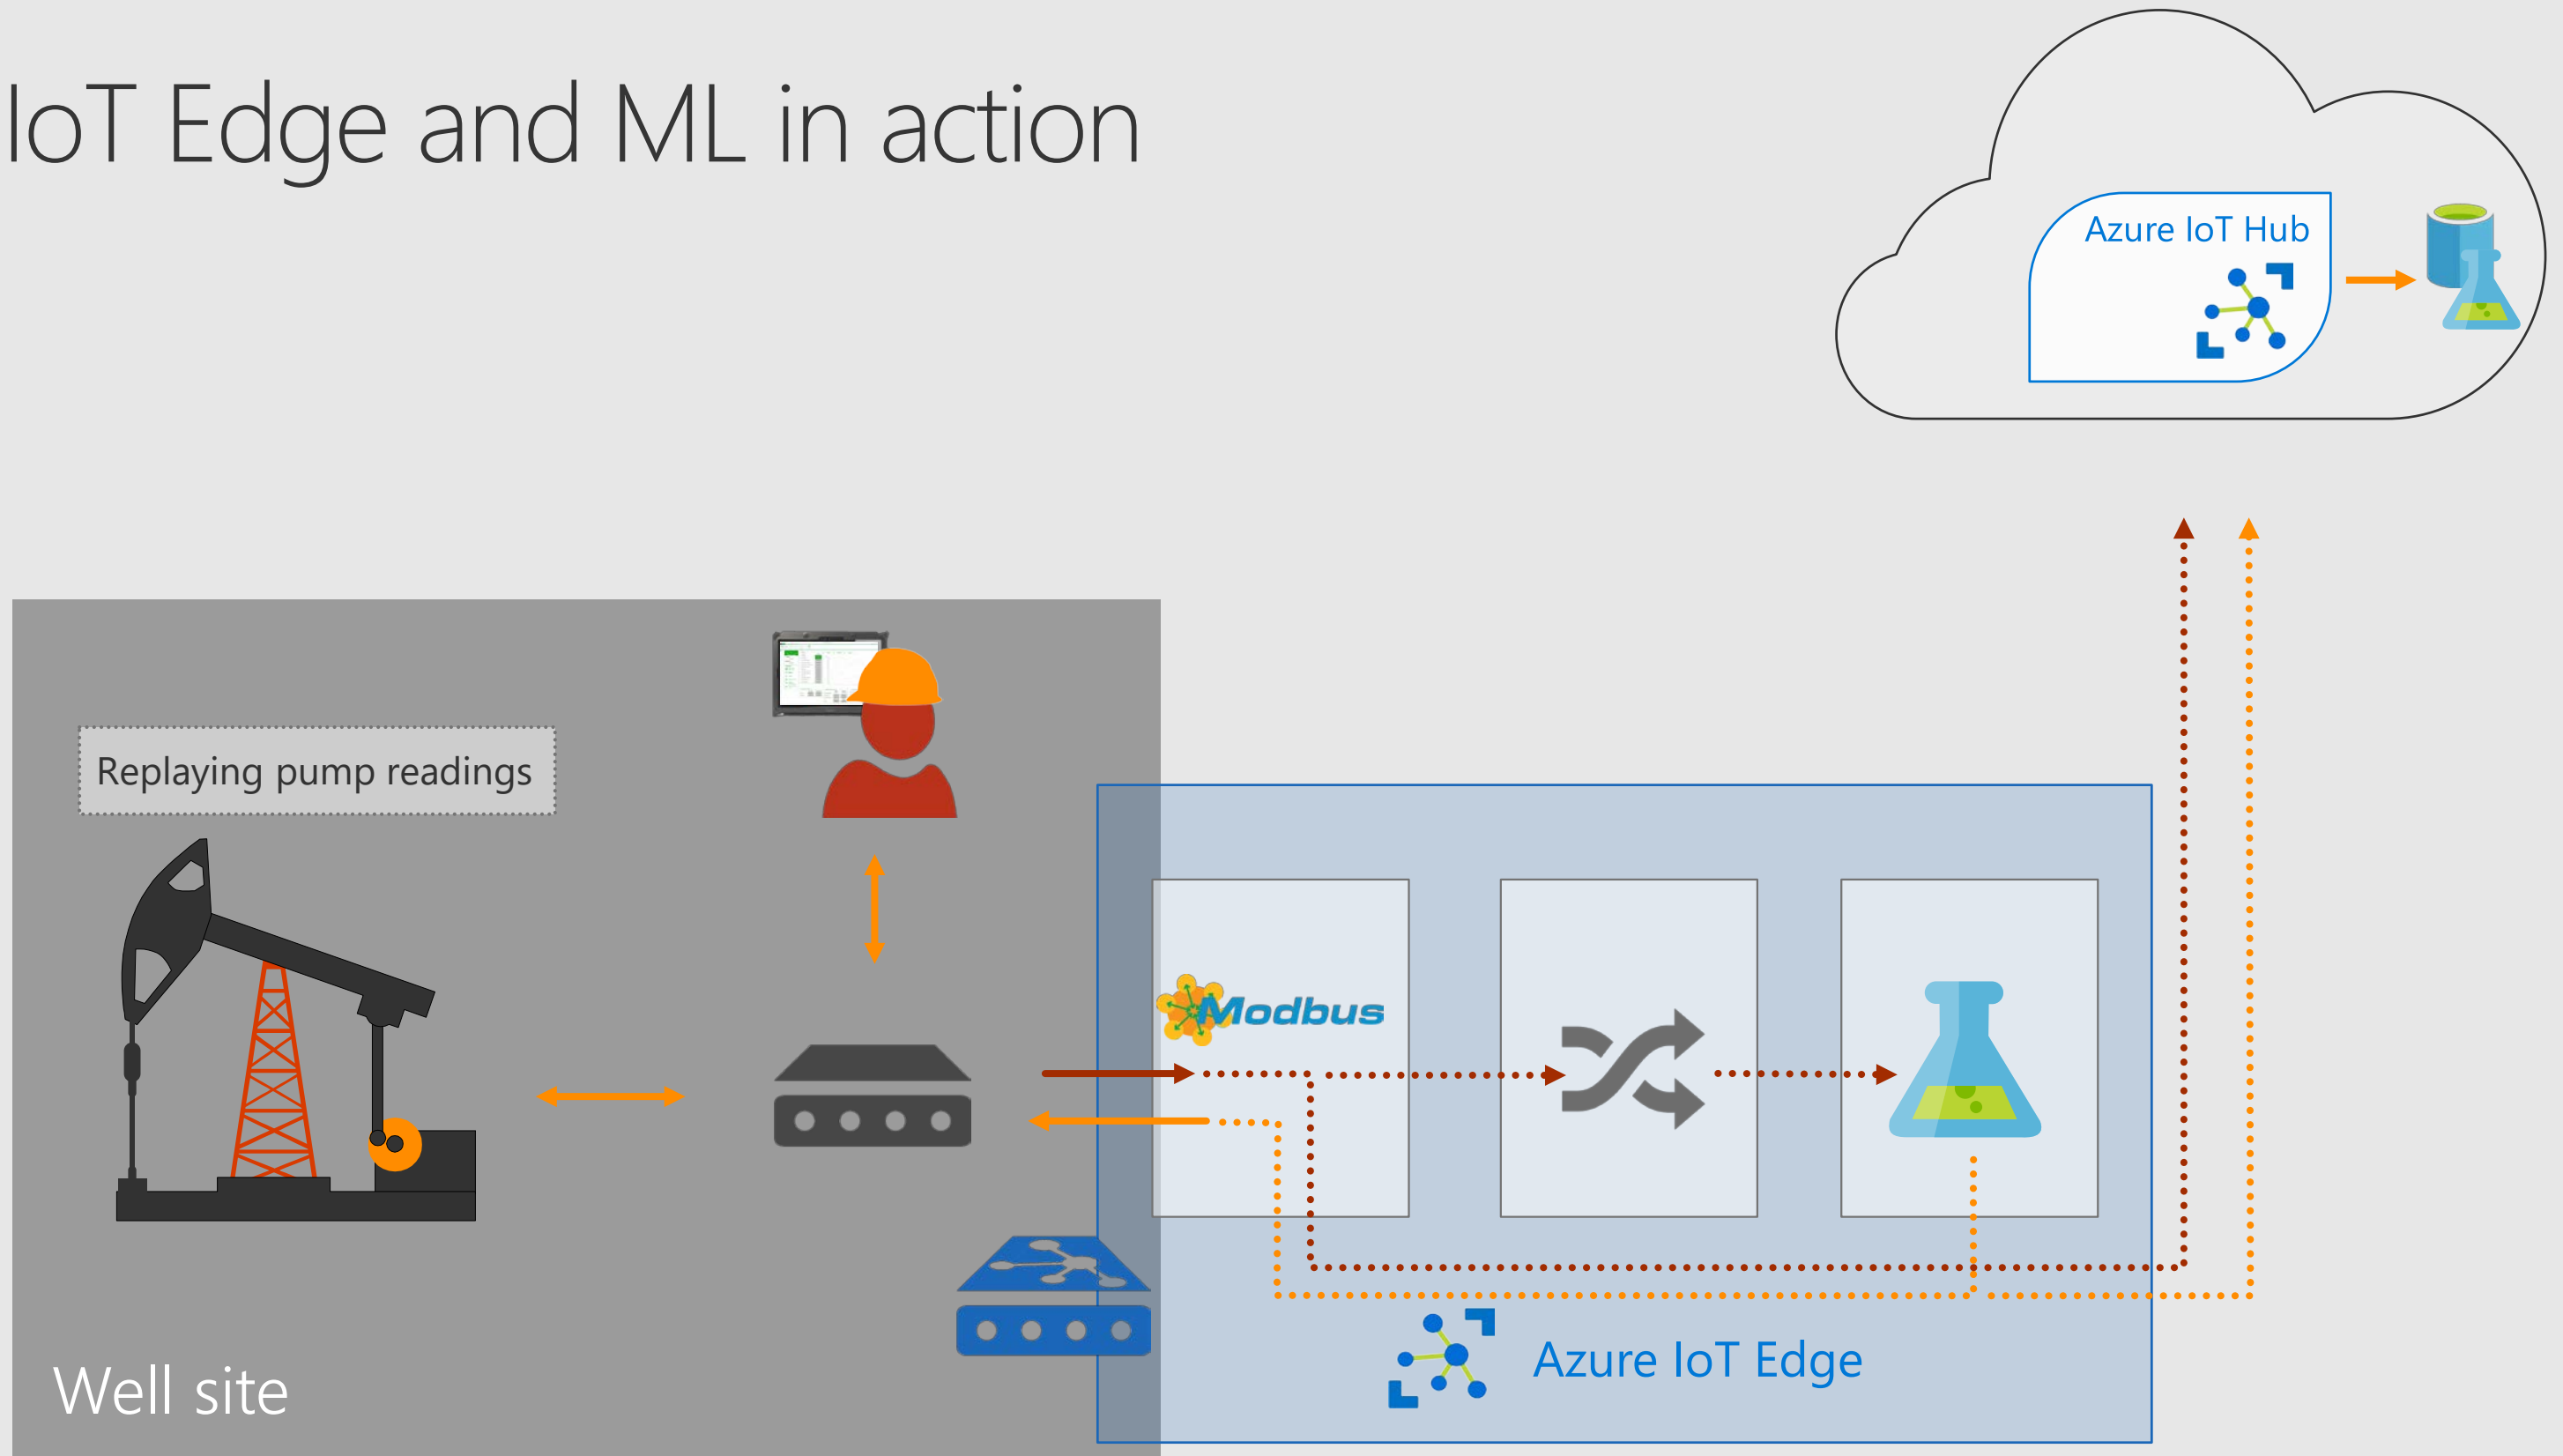 IoT Edge and ML in action
Azure IoT Hub
Replaying pump readings
Modbus
Azure IoT Edge
Well site